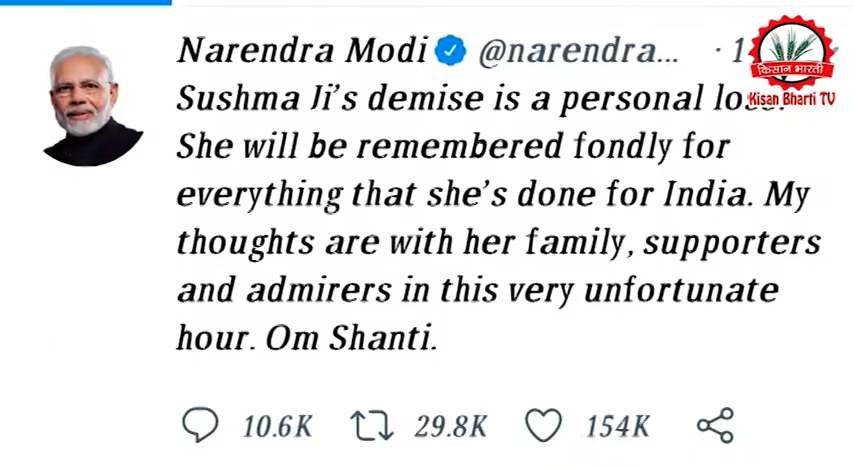 Narendra Modi @narendra... · 1
Sushma Ji's demise is a personal loss.
She will be remembered fondly for
everything that she's done for India. My
thoughts are with her family, supporters
and admirers in this very unfortunate
hour. Om Shanti.
10.6K 29.8K 154K
किसान भारती
Kisan Bharti TV